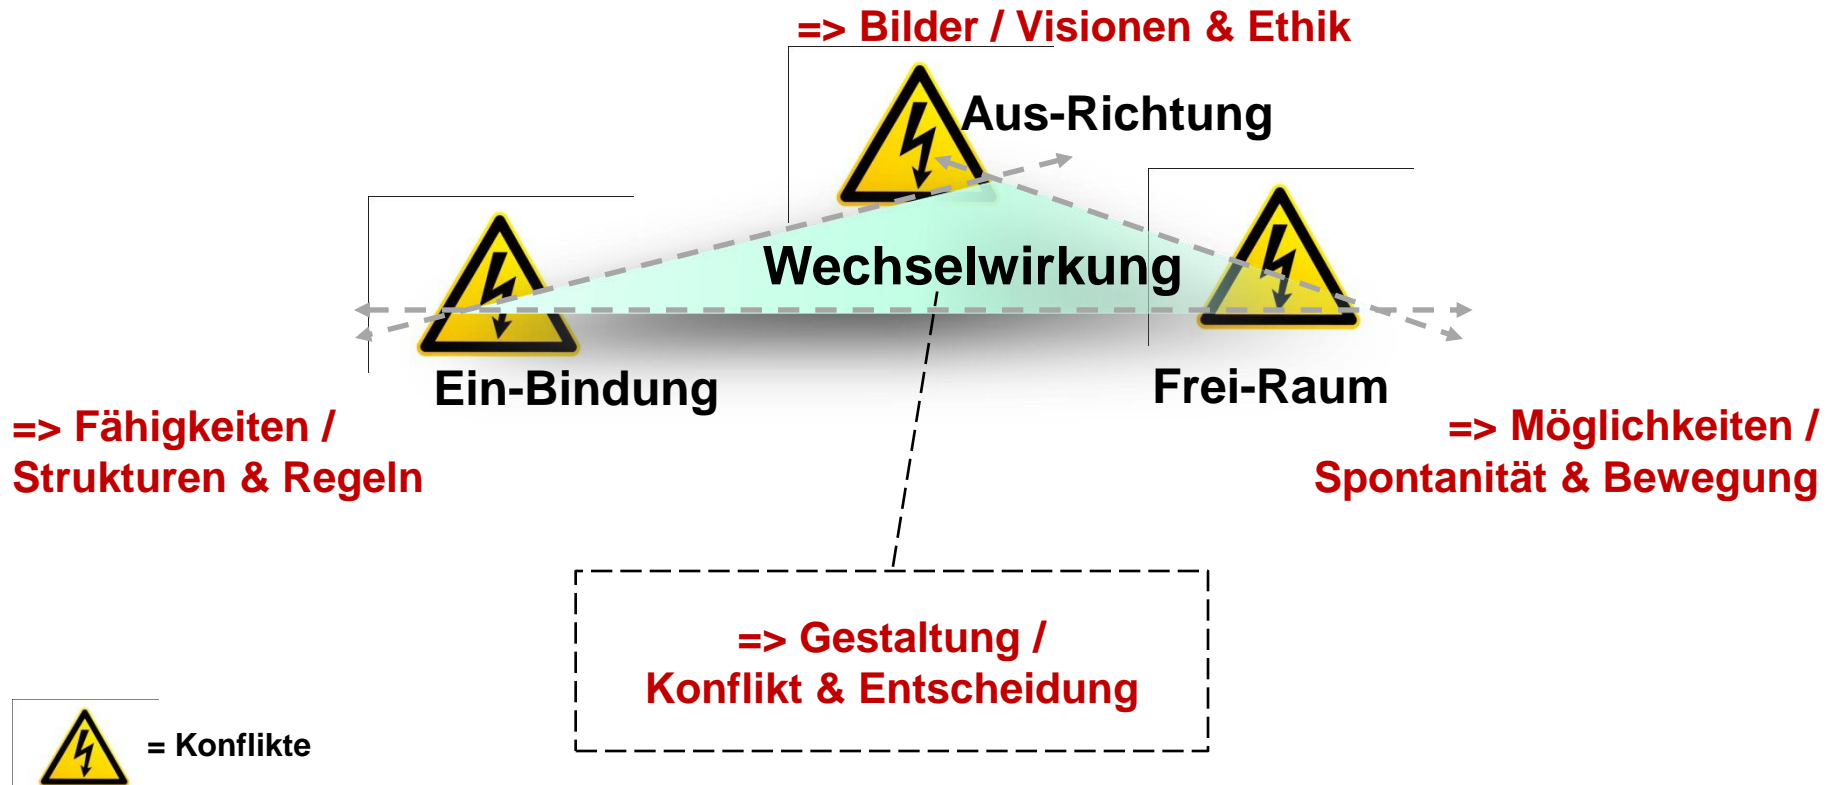 => Bilder / Visionen & Ethik
Aus-Richtung
Wechselwirkung
Ein-Bindung
Frei-Raum
=> Fähigkeiten /
Strukturen & Regeln
=> Möglichkeiten /
Spontanität & Bewegung
=> Gestaltung /
Konflikt & Entscheidung
= Konflikte